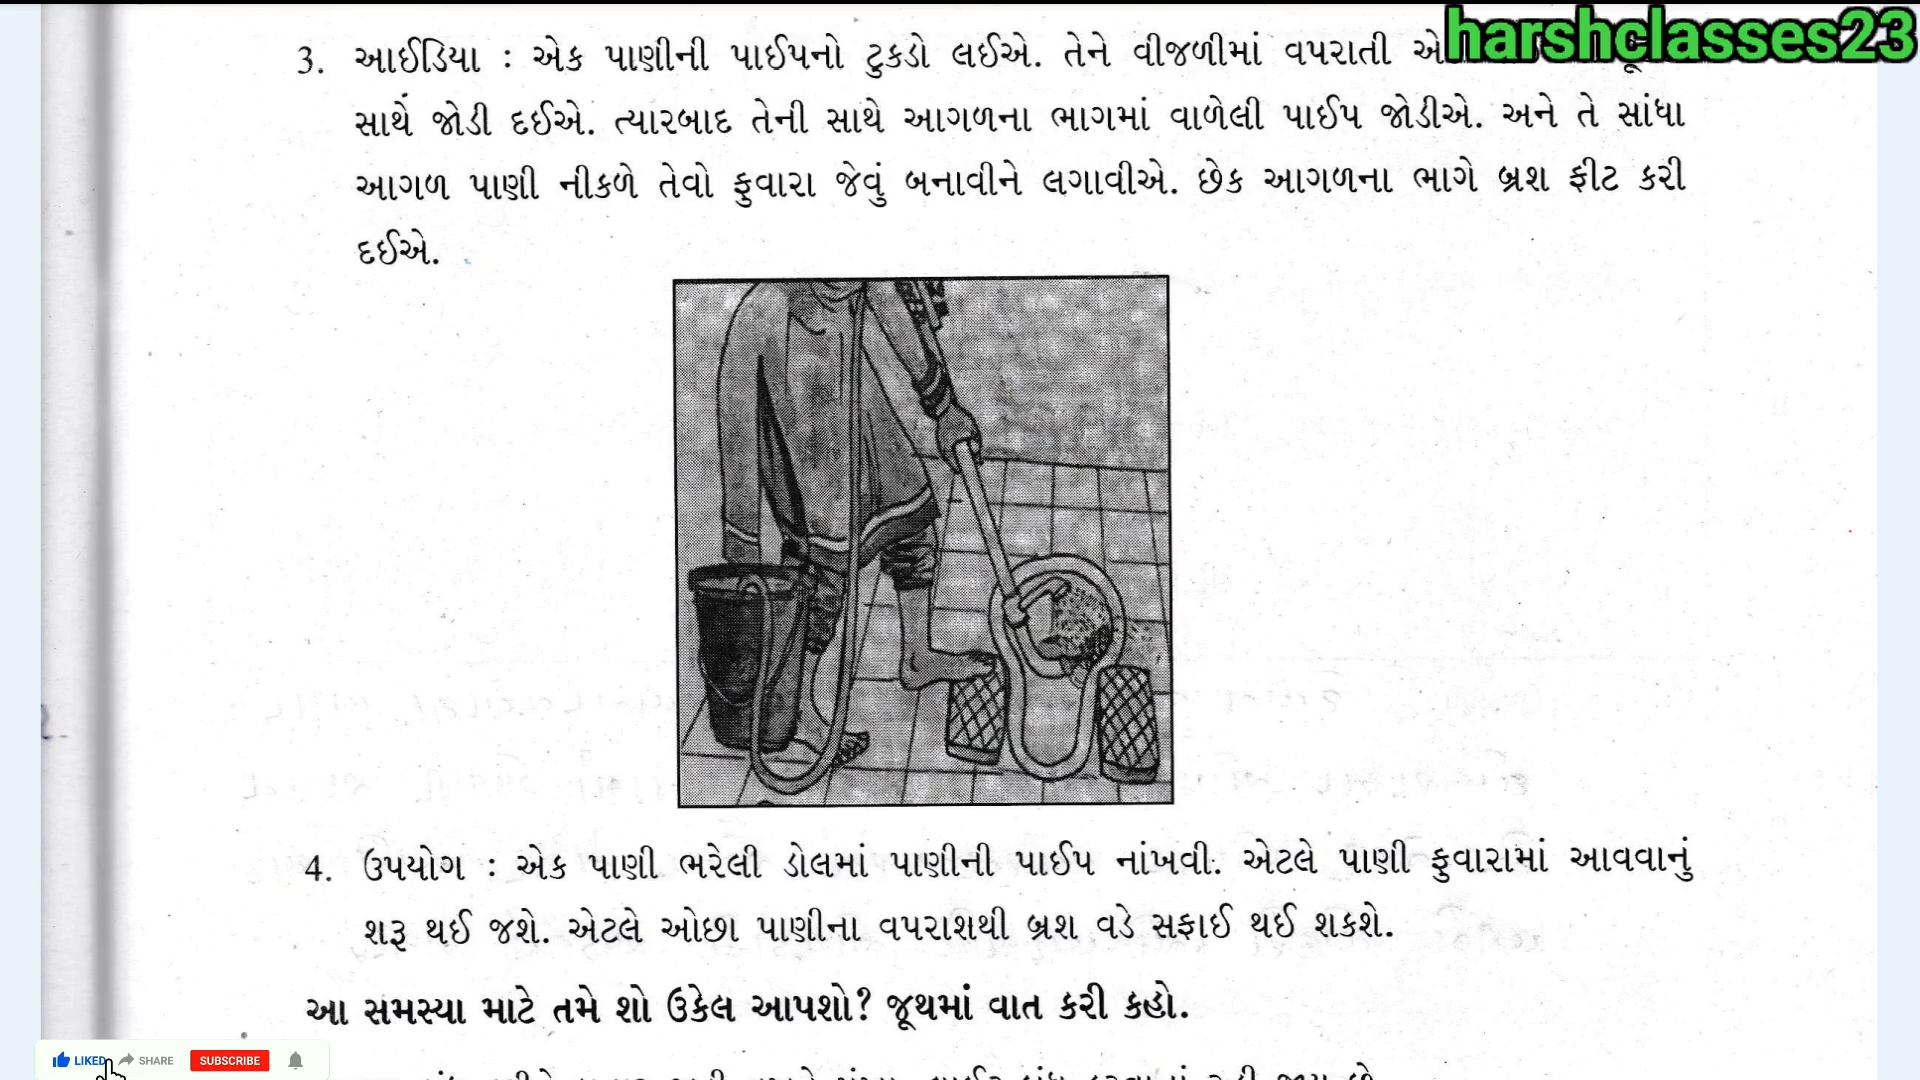 harshclasses23
3. આઈડિયા : એક પાણીની પાઈપનો ટુકડો લઈએ. તેને વીજળીમાં વપરાતી
સાથે જોડી દઈએ. ત્યારબાદ તેની સાથે આગળના ભાગમાં વાળેલી પાઈપ જોડીએ. અને તે સાંધા
આગળ પાણી નીકળે તેવો ફુવારા જેવું બનાવીને લગાવીએ. છેક આગળના ભાગે બ્રશ ફીટ કરી
દઈએ.
4. ઉપયોગ : એક પાણી ભરેલી ડોલમાં પાણીની પાઈપ નાંખવી. એટલે પાણી ફુવારામાં આવવાનું
શરૂ થઈ જશે. એટલે ઓછા પાણીના વપરાશથી બ્રશ વડે સફાઈ થઈ શકશે.
આ સમસ્યા માટે તમે શો ઉકેલ આપશો? જૂથમાં વાત કરી કહો.
LIKED SHARE SUBSCRIBE